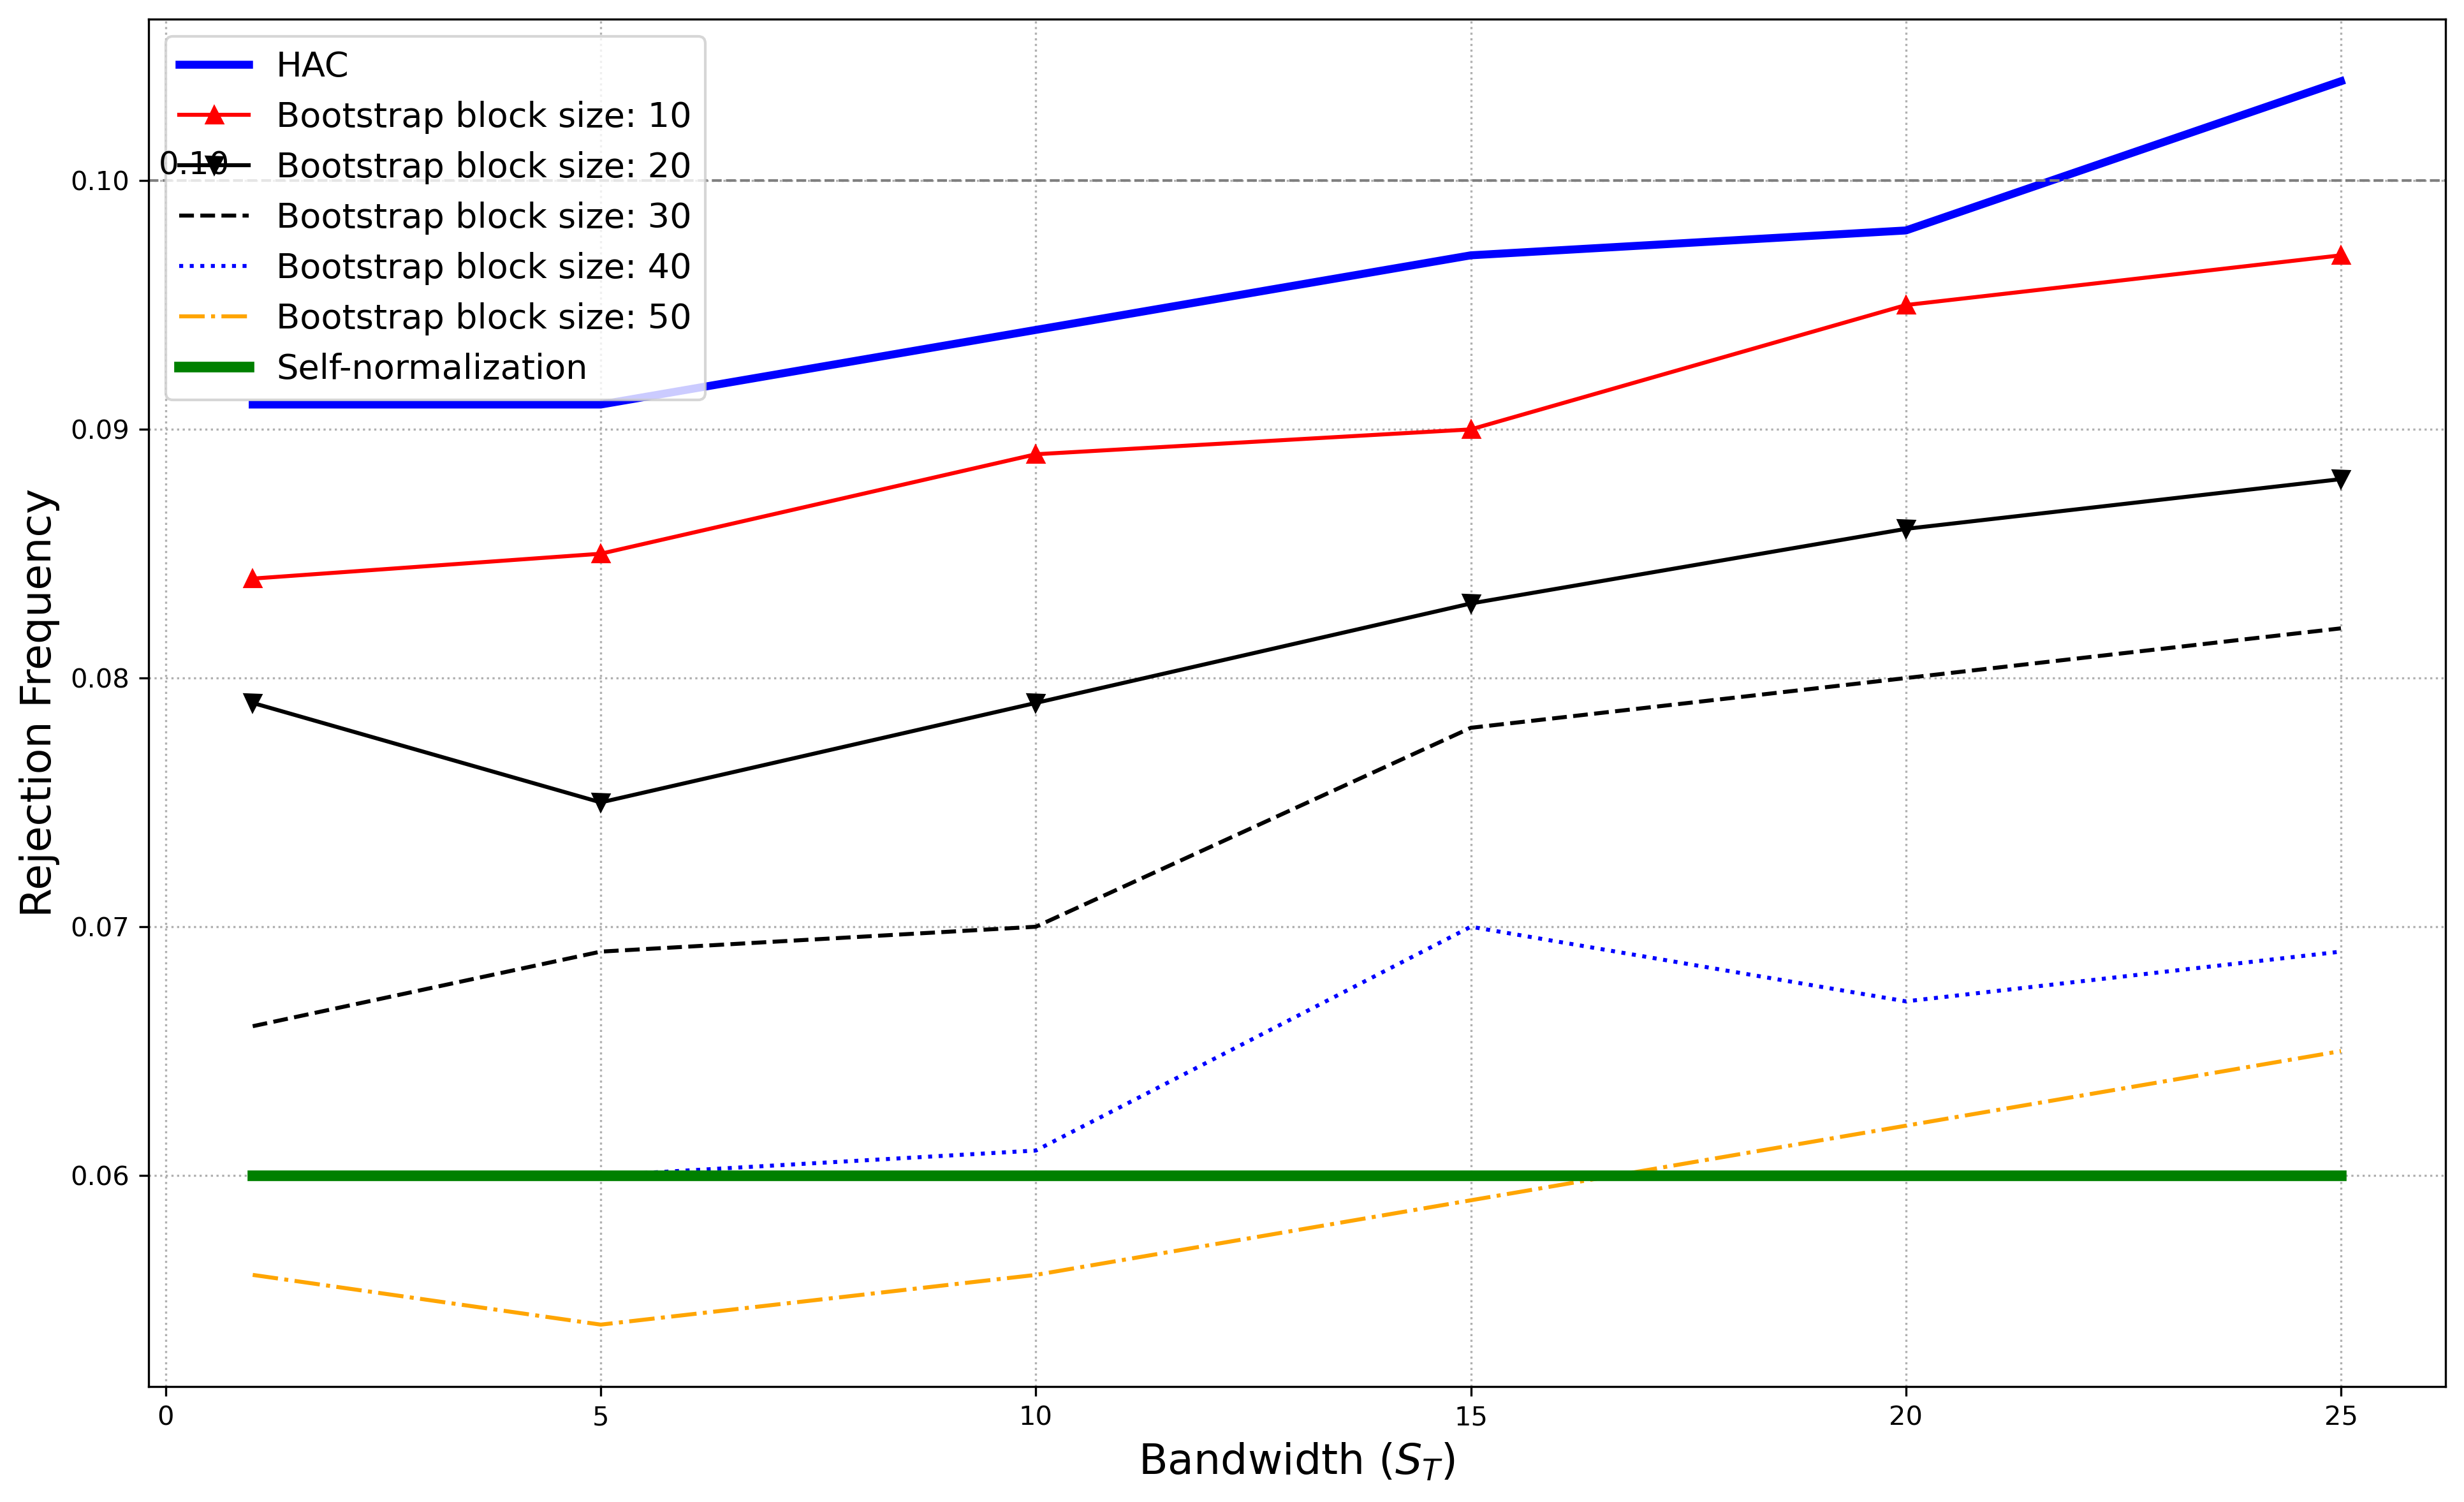 HAC
Bootstrap block size: 10
Bootstrap block size: 20
Bootstrap block size: 30
Bootstrap block size: 40
Bootstrap block size: 50
Self-normalization
0.10
0.10
0.09
0.08
0.07
0.06
Rejection Frequency
0 5 10 15 20 25
Bandwidth (S_T)